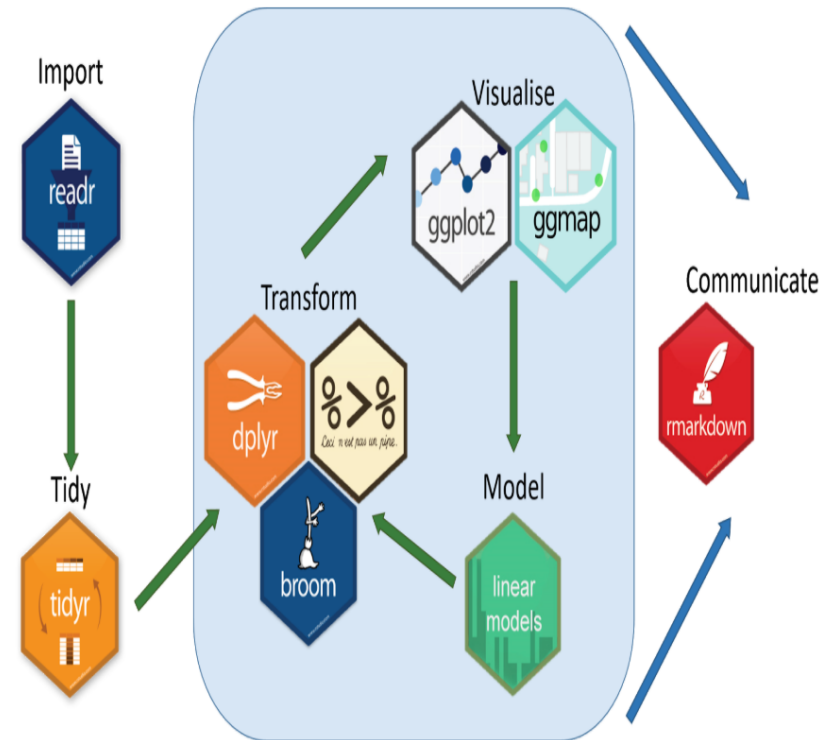 Import
readr
Tidy
tidyr
Transform
dplyr
%>%
Ceci n'est pas un pipe.
broom
Visualise
ggplot2
ggmap
Model
linear
models
Communicate
rmarkdown